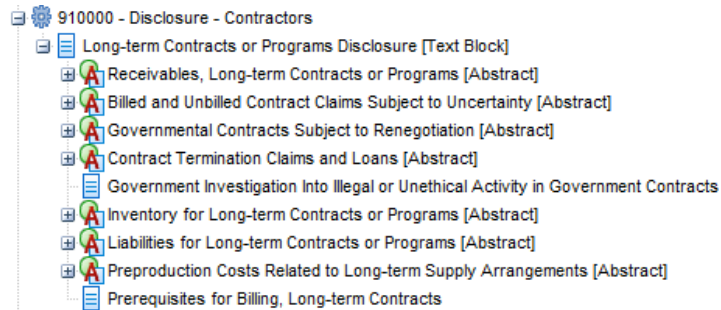 910000 - Disclosure - Contractors
Long-term Contracts or Programs Disclosure [Text Block]
Receivables, Long-term Contracts or Programs [Abstract]
Billed and Unbilled Contract Claims Subject to Uncertainty [Abstract]
Governmental Contracts Subject to Renegotiation [Abstract]
Contract Termination Claims and Loans [Abstract]
Government Investigation Into Illegal or Unethical Activity in Government Contracts
Inventory for Long-term Contracts or Programs [Abstract]
Liabilities for Long-term Contracts or Programs [Abstract]
Preproduction Costs Related to Long-term Supply Arrangements [Abstract]
Prerequisites for Billing, Long-term Contracts